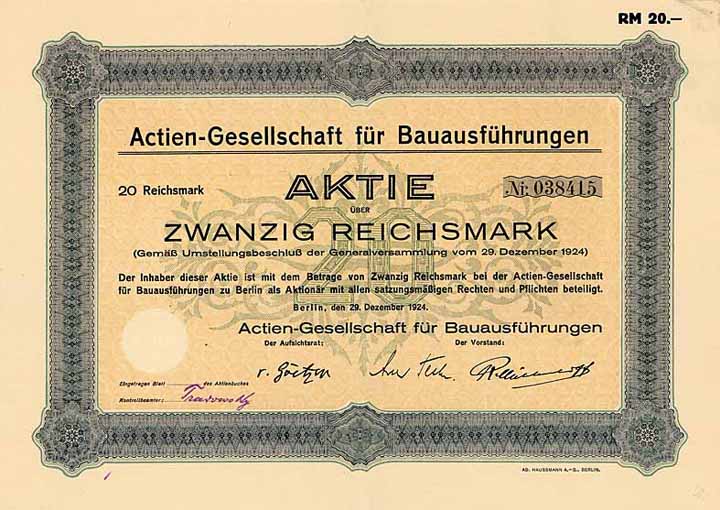 RM 20.—
Actien-Gesellschaft für Bauausführungen
20 Reichsmark AKTIE № 038415
ÜBER
ZWANZIG REICHSMARK
(Gemäß Umstellungsbeschluß der Generalversammlung vom 29. Dezember 1924)
20
Der Inhaber dieser Aktie ist mit dem Betrage von Zwanzig Reichsmark bei der Actien-Gesellschaft
für Bauausführungen zu Berlin als Aktionär mit allen satzungsmäßigen Rechten und Pflichten beteiligt.
Berlin, den 29. Dezember 1924.
Actien-Gesellschaft für Bauausführungen
Der Aufsichtsrat: Der Vorstand:
v. Goetzen
Eingetragen Blatt des Aktienbuches
Kontrollbeamter:
AD. HAUSSMANN A.-G., BERLIN.